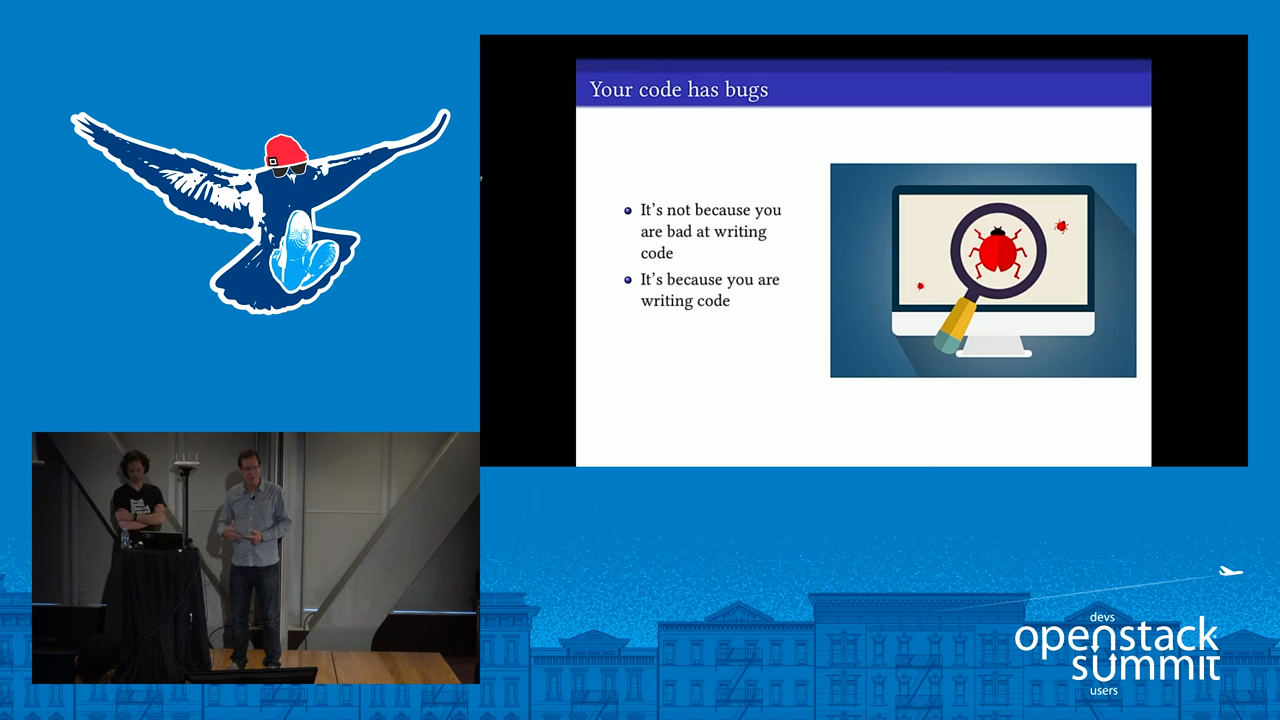 Your code has bugs
It's not because you
are bad at writing
code
It's because you are
writing code
devs
openstack
summit
users